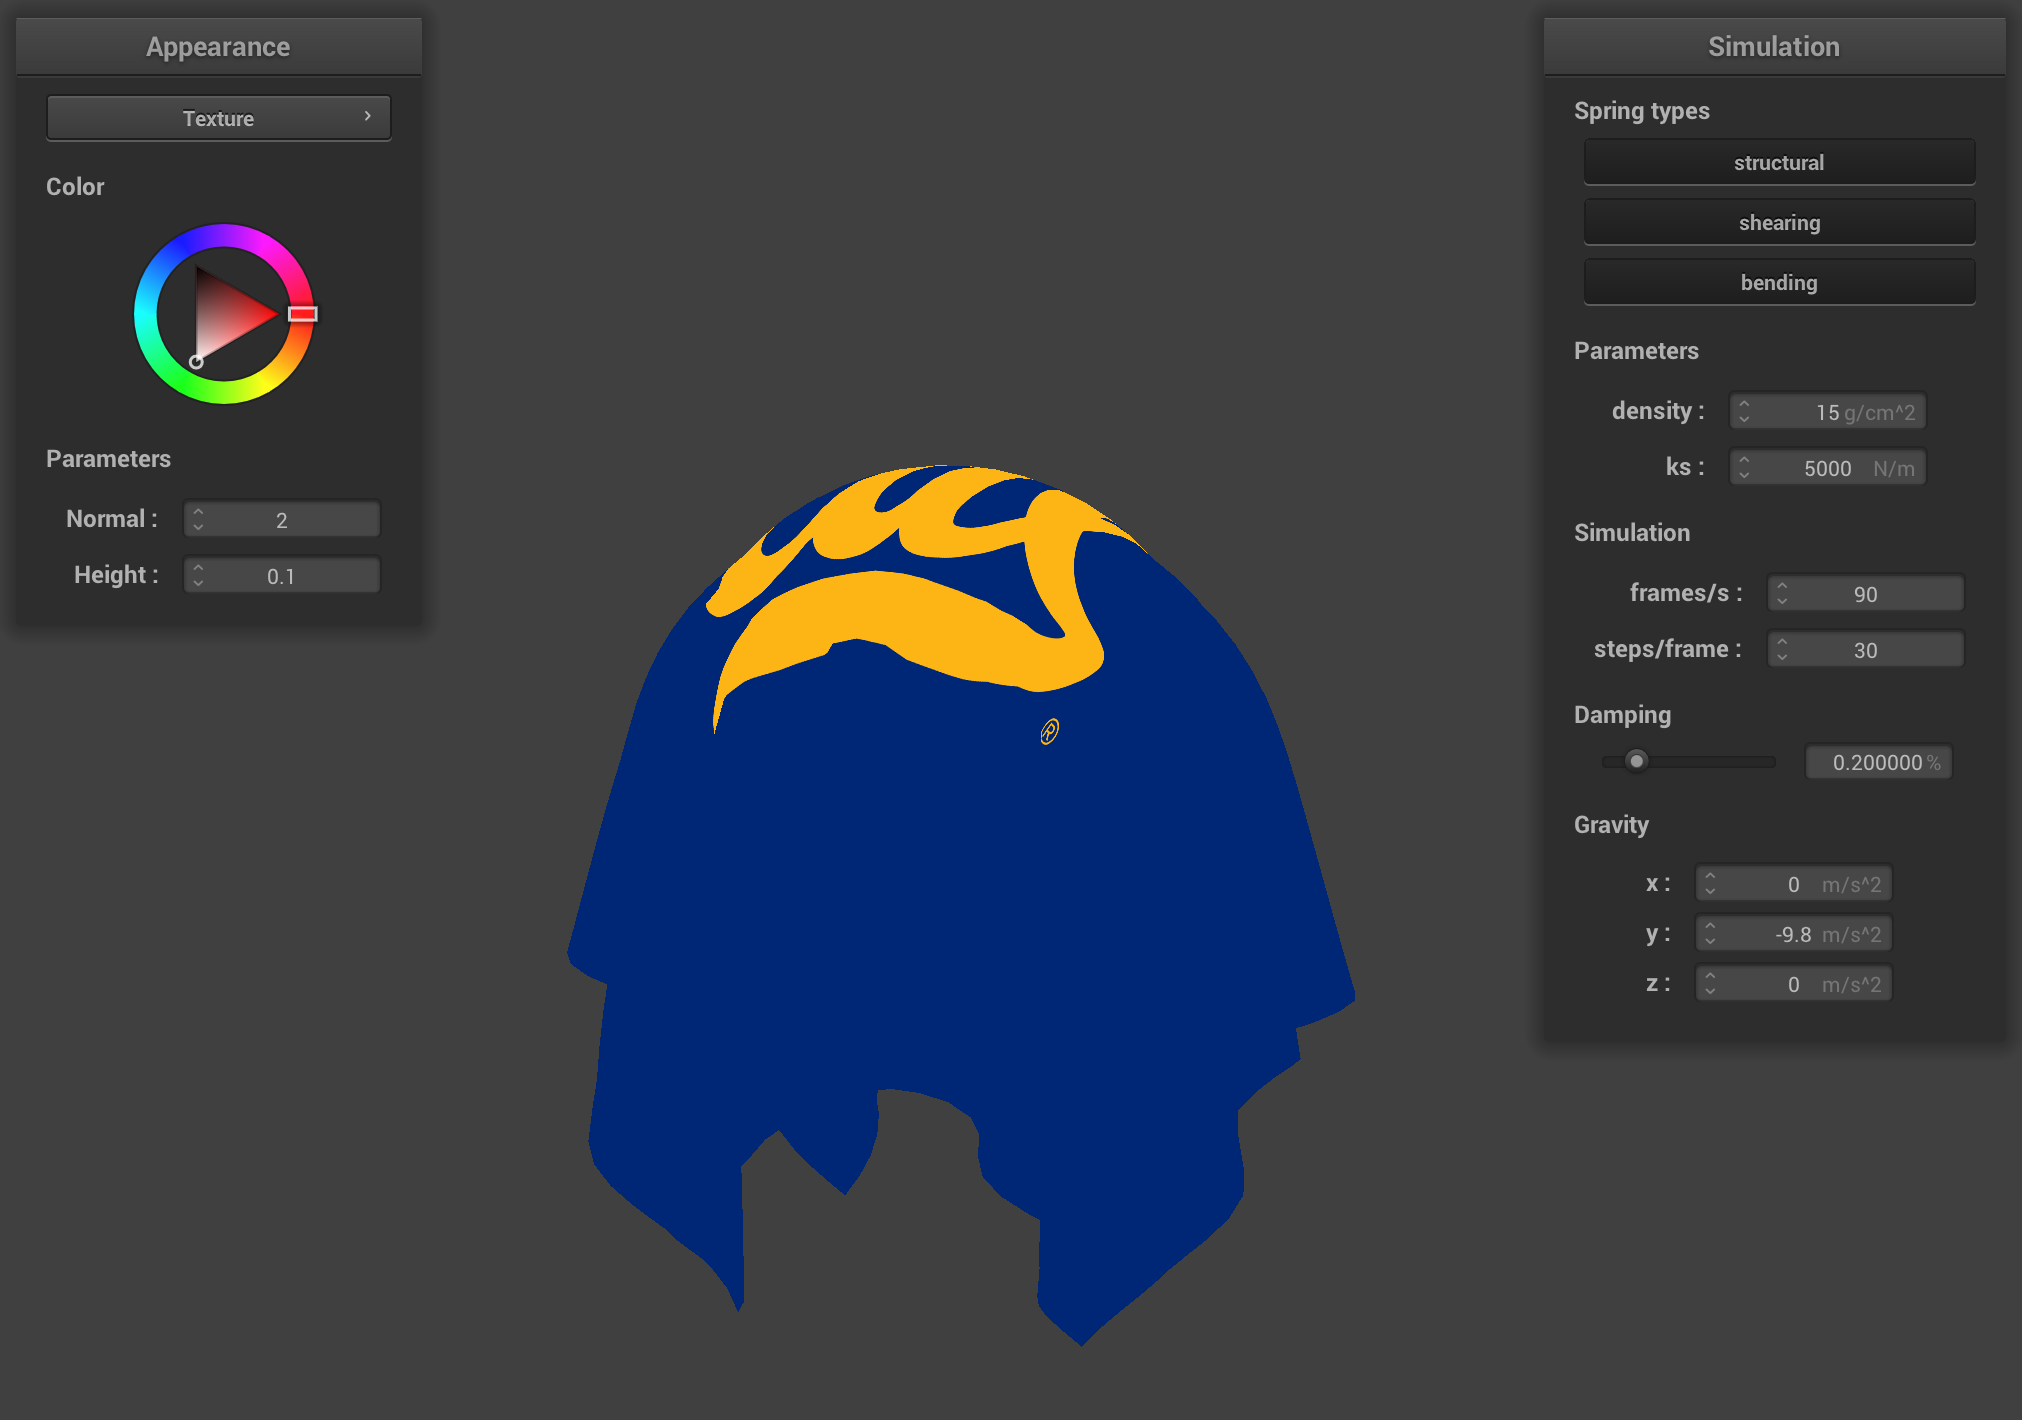 Appearance
Texture
Color
Parameters
Normal : 2
Height : 0.1
Cal
®
Simulation
Spring types
structural
shearing
bending
Parameters
density : 15 g/cm^2
ks : 5000 N/m
Simulation
frames/s : 90
steps/frame : 30
Damping
0.200000 %
Gravity
x : 0 m/s^2
y : -9.8 m/s^2
z : 0 m/s^2